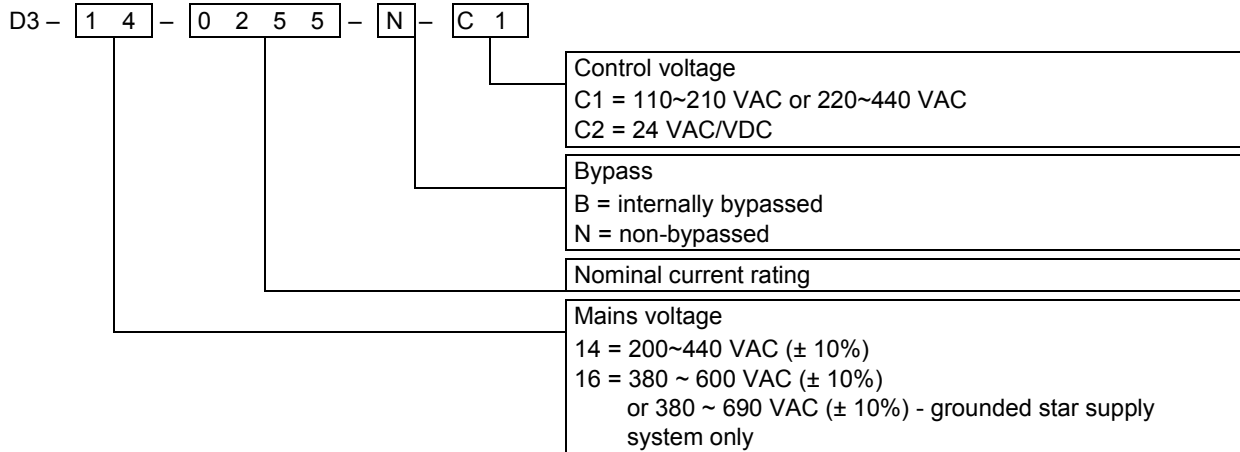 D3 – 1 4 – 0 2 5 5 – N – C 1
Control voltage
C1 = 110~210 VAC or 220~440 VAC
C2 = 24 VAC/VDC
Bypass
B = internally bypassed
N = non-bypassed
Nominal current rating
Mains voltage
14 = 200~440 VAC (± 10%)
16 = 380 ~ 600 VAC (± 10%)
or 380 ~ 690 VAC (± 10%) - grounded star supply
system only